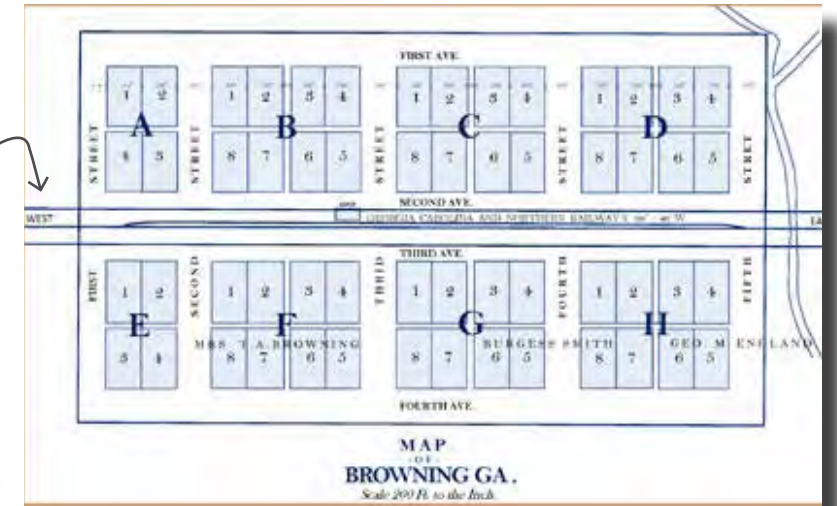 FIRST AVE.
1 2 1 2 3 4 1 2 3 4 1 2 3 4
A B C D
STREET STREET STREET STREET STRET
4 3 8 7 6 5 8 7 6 5 8 7 6 5
SECOND AVE.
WEST
GEORGIA CAROLINA AND NORTHERN RAILWAY
THIRD AVE.
FIRST SECOND THRID FOURTH FIFTH
1 2 1 2 3 4 1 2 3 4 1 2 3 4
E F G H
MRS T. A. BROWNING BURGESS SMITH GEO. M ENGLAND
3 4 8 7 6 5 8 7 6 5 8 7 6 5
FOURTH AVE.
MAP
-OF-
BROWNING GA.
Scale 200 Ft. to the Inch.